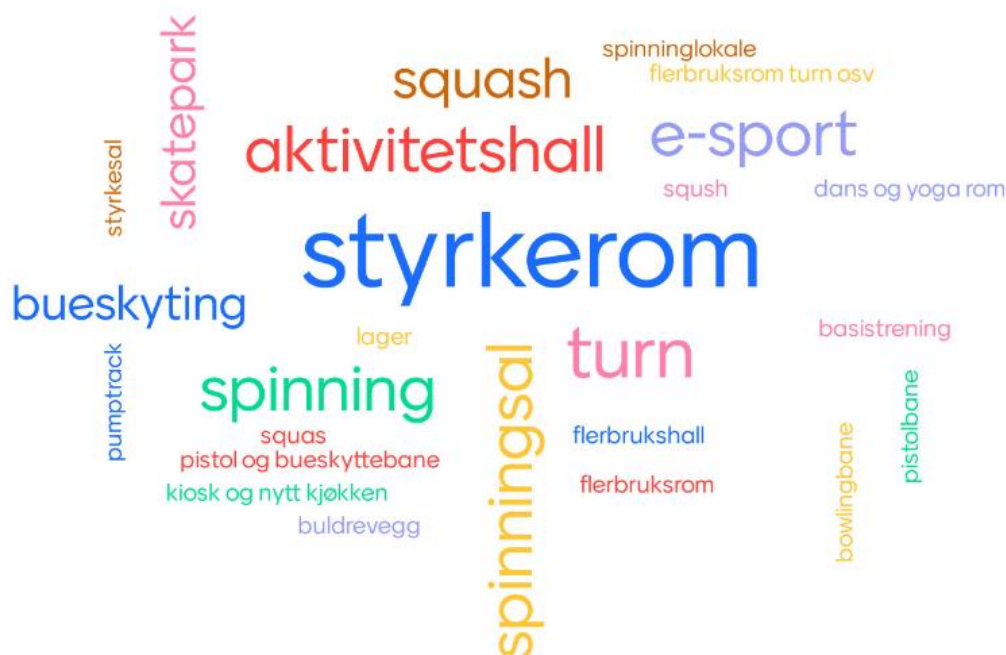 skatepark
spinninglokale
squash
flerbruksrom turn osv
aktivitetshall
e-sport
styrkesal
sqush
dans og yoga rom
styrkerom
bueskyting
lager
turn
basistrening
pumptrack
spinning
spinningsal
pistolbane
squas
flerbrukshall
bowlingbane
pistol og bueskyttebane
kiosk og nytt kjøkken
flerbruksrom
buldrevegg